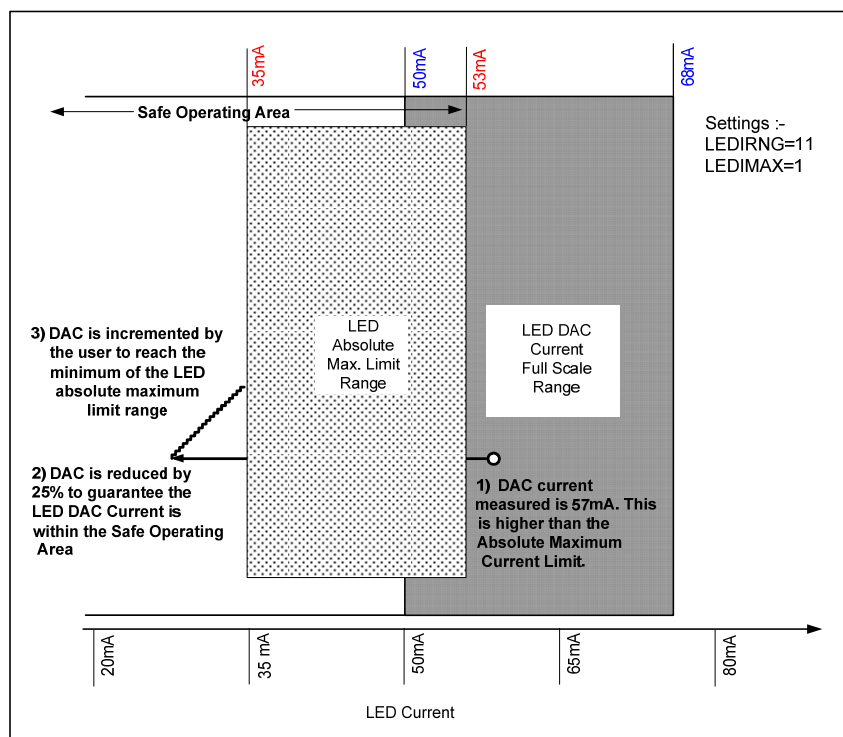 35mA
50mA
53mA
68mA
Safe Operating Area
Settings :-
LEDIRNG=11
LEDIMAX=1
LED
Absolute
Max. Limit
Range
LED DAC
Current
Full Scale
Range
3) DAC is incremented by
the user to reach the
minimum of the LED
absolute maximum
limit range
2) DAC is reduced by
25% to guarantee the
LED DAC Current is
within the Safe Operating
Area
1) DAC current
measured is 57mA. This
is higher than the
Absolute Maximum
Current Limit.
20mA
35 mA
50mA
65mA
80mA
LED Current